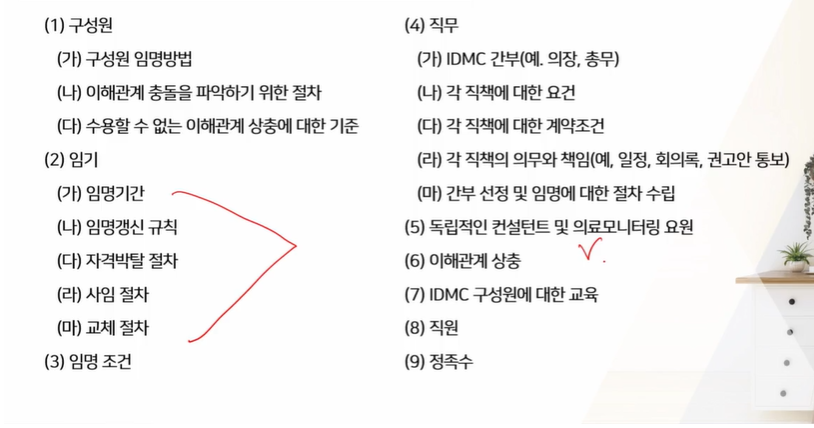 (1) 구성원
(가) 구성원 임명방법
(나) 이해관계 충돌을 파악하기 위한 절차
(다) 수용할 수 없는 이해관계 상충에 대한 기준
(2) 임기
(가) 임명기간
(나) 임명갱신 규칙
(다) 자격박탈 절차
(라) 사임 절차
(마) 교체 절차
(3) 임명 조건
(4) 직무
(가) IDMC 간부(예. 의장, 총무)
(나) 각 직책에 대한 요건
(다) 각 직책에 대한 계약조건
(라) 각 직책의 의무와 책임(예, 일정, 회의록, 권고안 통보)
(마) 간부 선정 및 임명에 대한 절차 수립
(5) 독립적인 컨설턴트 및 의료모니터링 요원
(6) 이해관계 상충
(7) IDMC 구성원에 대한 교육
(8) 직원
(9) 정족수